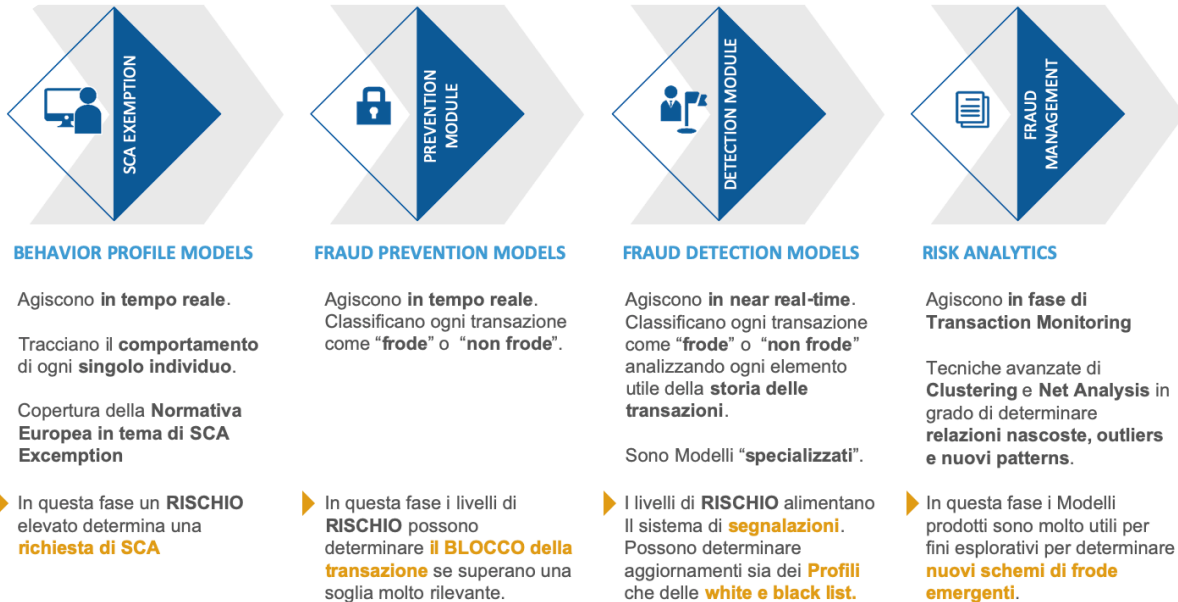 SCA EXEMPTION
BEHAVIOR PROFILE MODELS
Agiscono in tempo reale.
Tracciano il comportamento
di ogni singolo individuo.
Copertura della Normativa
Europea in tema di SCA
Excemption
In questa fase un RISCHIO
elevato determina una
richiesta di SCA
PREVENTION
MODULE
FRAUD PREVENTION MODELS
Agiscono in tempo reale.
Classificano ogni transazione
come “frode” o “non frode”.
In questa fase i livelli di
RISCHIO possono
determinare il BLOCCO della
transazione se superano una
soglia molto rilevante.
DETECTION MODULE
FRAUD DETECTION MODELS
Agiscono in near real-time.
Classificano ogni transazione
come “frode” o “non frode”
analizzando ogni elemento
utile della storia delle
transazioni.
Sono Modelli “specializzati”.
I livelli di RISCHIO alimentano
Il sistema di segnalazioni.
Possono determinare
aggiornamenti sia dei Profili
che delle white e black list.
FRAUD
MANAGEMENT
RISK ANALYTICS
Agiscono in fase di
Transaction Monitoring
Tecniche avanzate di
Clustering e Net Analysis in
grado di determinare
relazioni nascoste, outliers
e nuovi patterns.
In questa fase i Modelli
prodotti sono molto utili per
fini esplorativi per determinare
nuovi schemi di frode
emergenti.